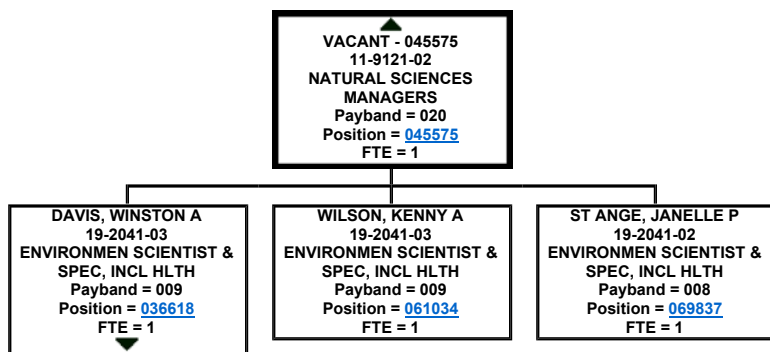 VACANT - 045575
11-9121-02
NATURAL SCIENCES
MANAGERS
Payband = 020
Position = 045575
FTE = 1
DAVIS, WINSTON A
19-2041-03
ENVIRONMEN SCIENTIST &
SPEC, INCL HLTH
Payband = 009
Position = 036618
FTE = 1
WILSON, KENNY A
19-2041-03
ENVIRONMEN SCIENTIST &
SPEC, INCL HLTH
Payband = 009
Position = 061034
FTE = 1
ST ANGE, JANELLE P
19-2041-02
ENVIRONMEN SCIENTIST &
SPEC, INCL HLTH
Payband = 008
Position = 069837
FTE = 1